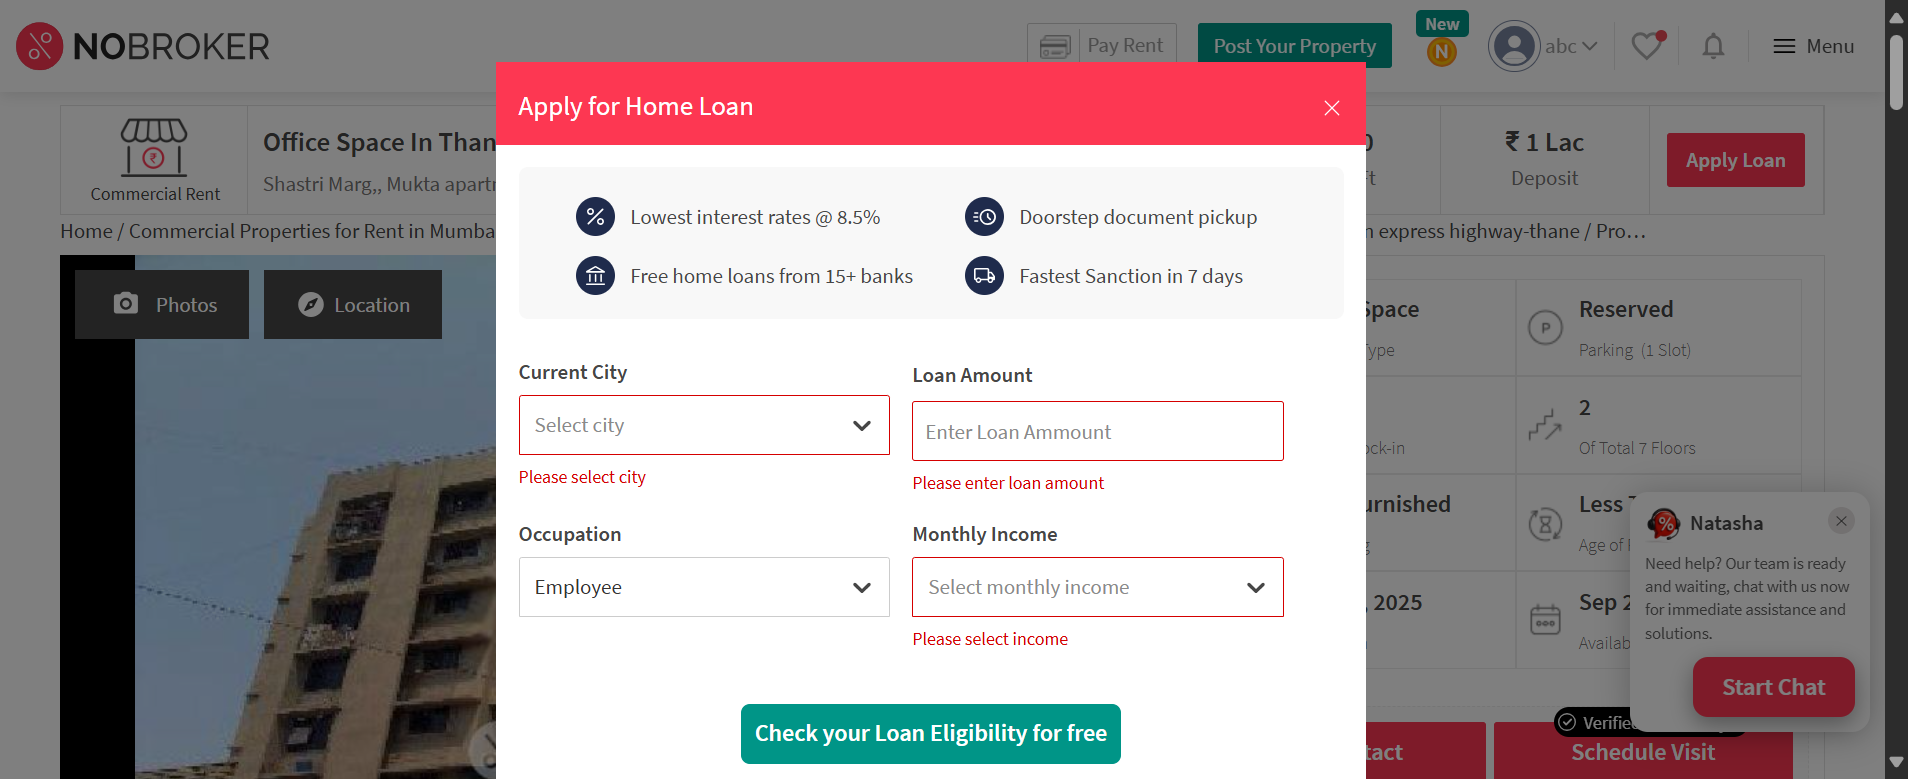 NOBROKER
Pay Rent
Post Your Property
New
N
abc
Menu
Apply for Home Loan
Commercial Rent
Office Space In Than
Shastri Marg,, Mukta apartm
₹ 1 Lac
Deposit
Apply Loan
Home / Commercial Properties for Rent in Mumba
n express highway-thane / Pro...
Lowest interest rates @ 8.5%
Doorstep document pickup
Free home loans from 15+ banks
Fastest Sanction in 7 days
Photos
Location
Current City
Select city
Please select city
Loan Amount
Enter Loan Ammount
Please enter loan amount
Occupation
Employee
Monthly Income
Select monthly income
Please select income
Check your Loan Eligibility for free
Space
Type
P
Reserved
Parking (1 Slot)
ock-in
2
Of Total 7 Floors
urnished
Less
Age of
, 2025
Sep 2
Availab
Natasha
Need help? Our team is ready
and waiting, chat with us now
for immediate assistance and
solutions.
Start Chat
Verified
tact
Schedule Visit